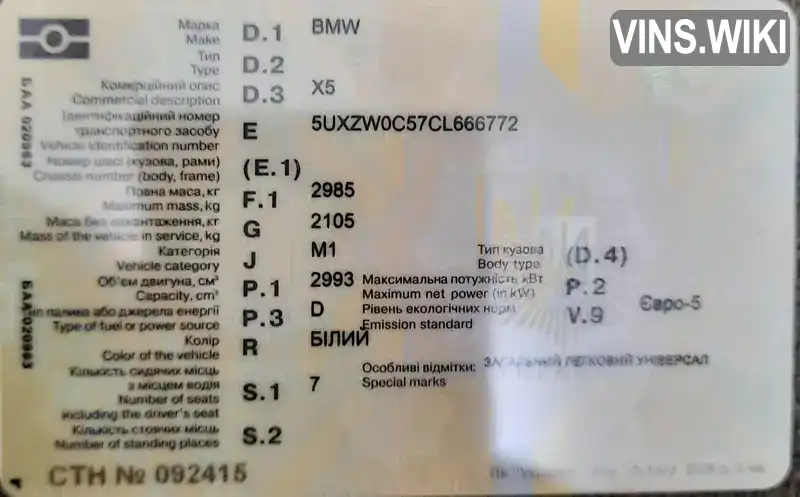 VINS.WIKI
Марка
Make D.1 BMW
Тип
Type D.2
Комерційний опис
Commercial description D.3 X5
Ідентифікаційний номер
транспортного засобу
Vehicle identification number E 5UXZW0C57CL666772
Номер шасі (кузова, рами)
Chassis number (body, frame) (E.1)
Повна маса, кг
Maximum mass, kg F.1 2985
Маса без навантаження, кг
Mass of the vehicle in service, kg G 2105
Категорія
Vehicle category J M1
Тип кузова
Body type (D.4)
Об'єм двигуна, см³
Capacity, cm³ P.1 2993
Максимальна потужність кВт
Maximum net power (in kW) P.2
Тип палива або джерела енергії
Type of fuel or power source P.3 D
Рівень екологічних норм
Emission standard V.9 Євро-5
Колір
Color of the vehicle R БІЛИЙ
Кількість сидячих місць
з місцем водія
Number of seats
including the driver's seat S.1 7
Особливі відмітки: ЗАГАЛЬНИЙ ЛЕГКОВИЙ УНІВЕРСАЛ
Special marks
Кількість стоячих місць
Number of standing places S.2
СТН № 092415
БАА 020963
БАА 020963